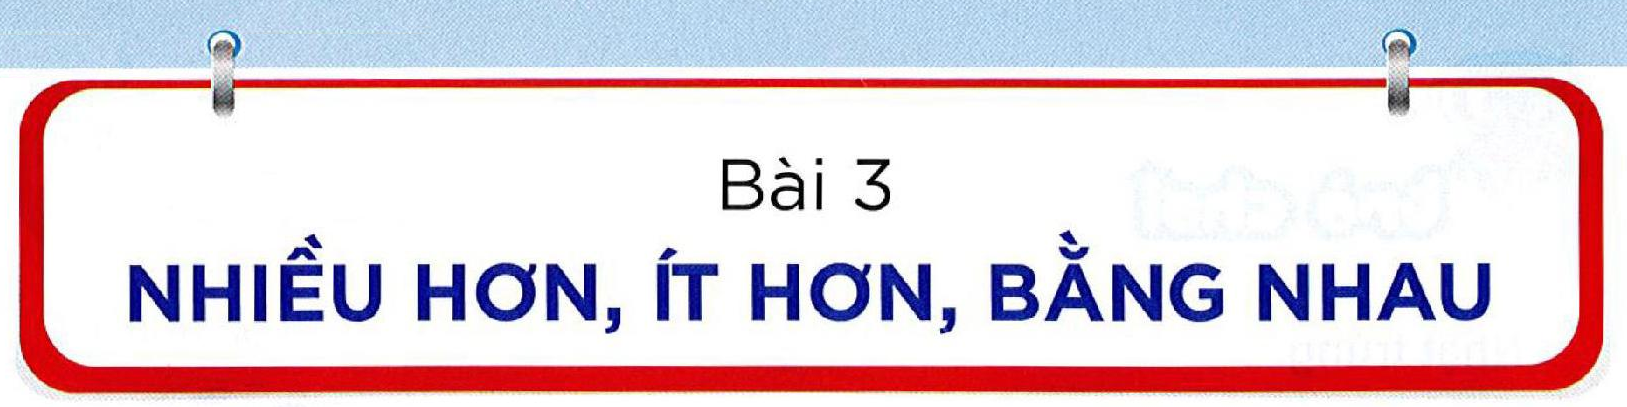 Bài 3
NHIỀU HƠN, ÍT HƠN, BẰNG NHAU